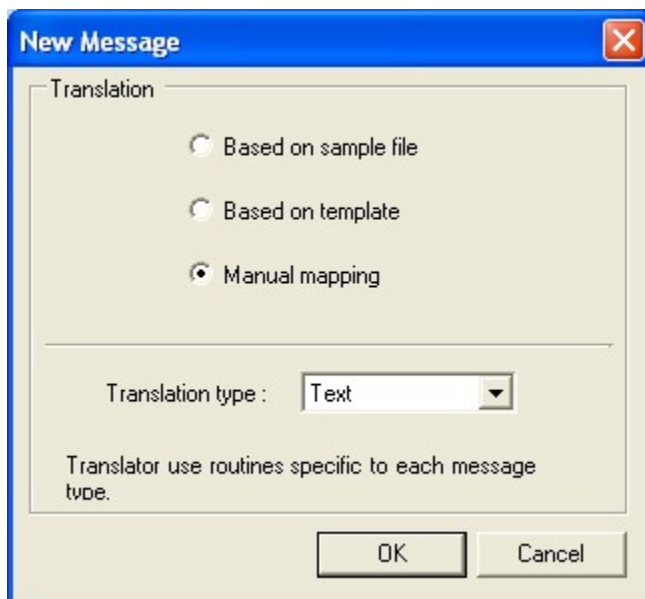 New Message
Translation
Based on sample file
Based on template
Manual mapping
Translation type :
Text
Translator use routines specific to each message
type.
OK
Cancel